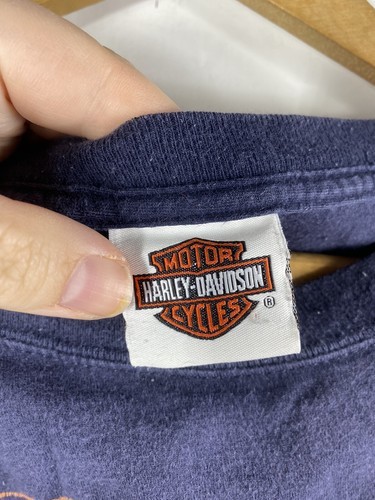 MOTOR
HARLEY-DAVIDSON
CYCLES
®